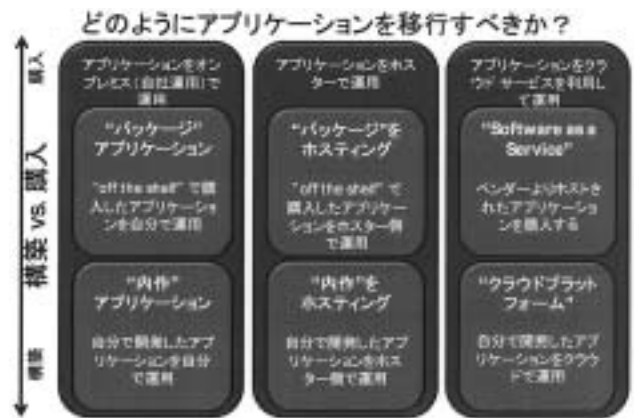 どのようにアプリケーションを移行すべきか？
購入
構築 vs. 購入
構築
アプリケーションをオン
プレミス（自社運用）で
運用
“パッケージ”
アプリケーション
“off the shelf” で購
入したアプリケーショ
ンを自分で運用
“内作”
アプリケーション
自分で開発したアプ
リケーションを自分
で運用
アプリケーションをホス
ターで運用
“パッケージ”を
ホスティング
“off the shelf” で
購入したアプリケー
ションをホスター側
で運用
“内作”を
ホスティング
自分で開発したアプ
リケーションをホス
ター側で運用
アプリケーションをクラ
ウド サービスを利用し
て運用
“Software as a
Service”
ベンダーよりホストさ
れたアプリケーション
を購入する
“クラウドプラット
フォーム”
自分で開発したアプ
リケーションをクラウ
ドで運用